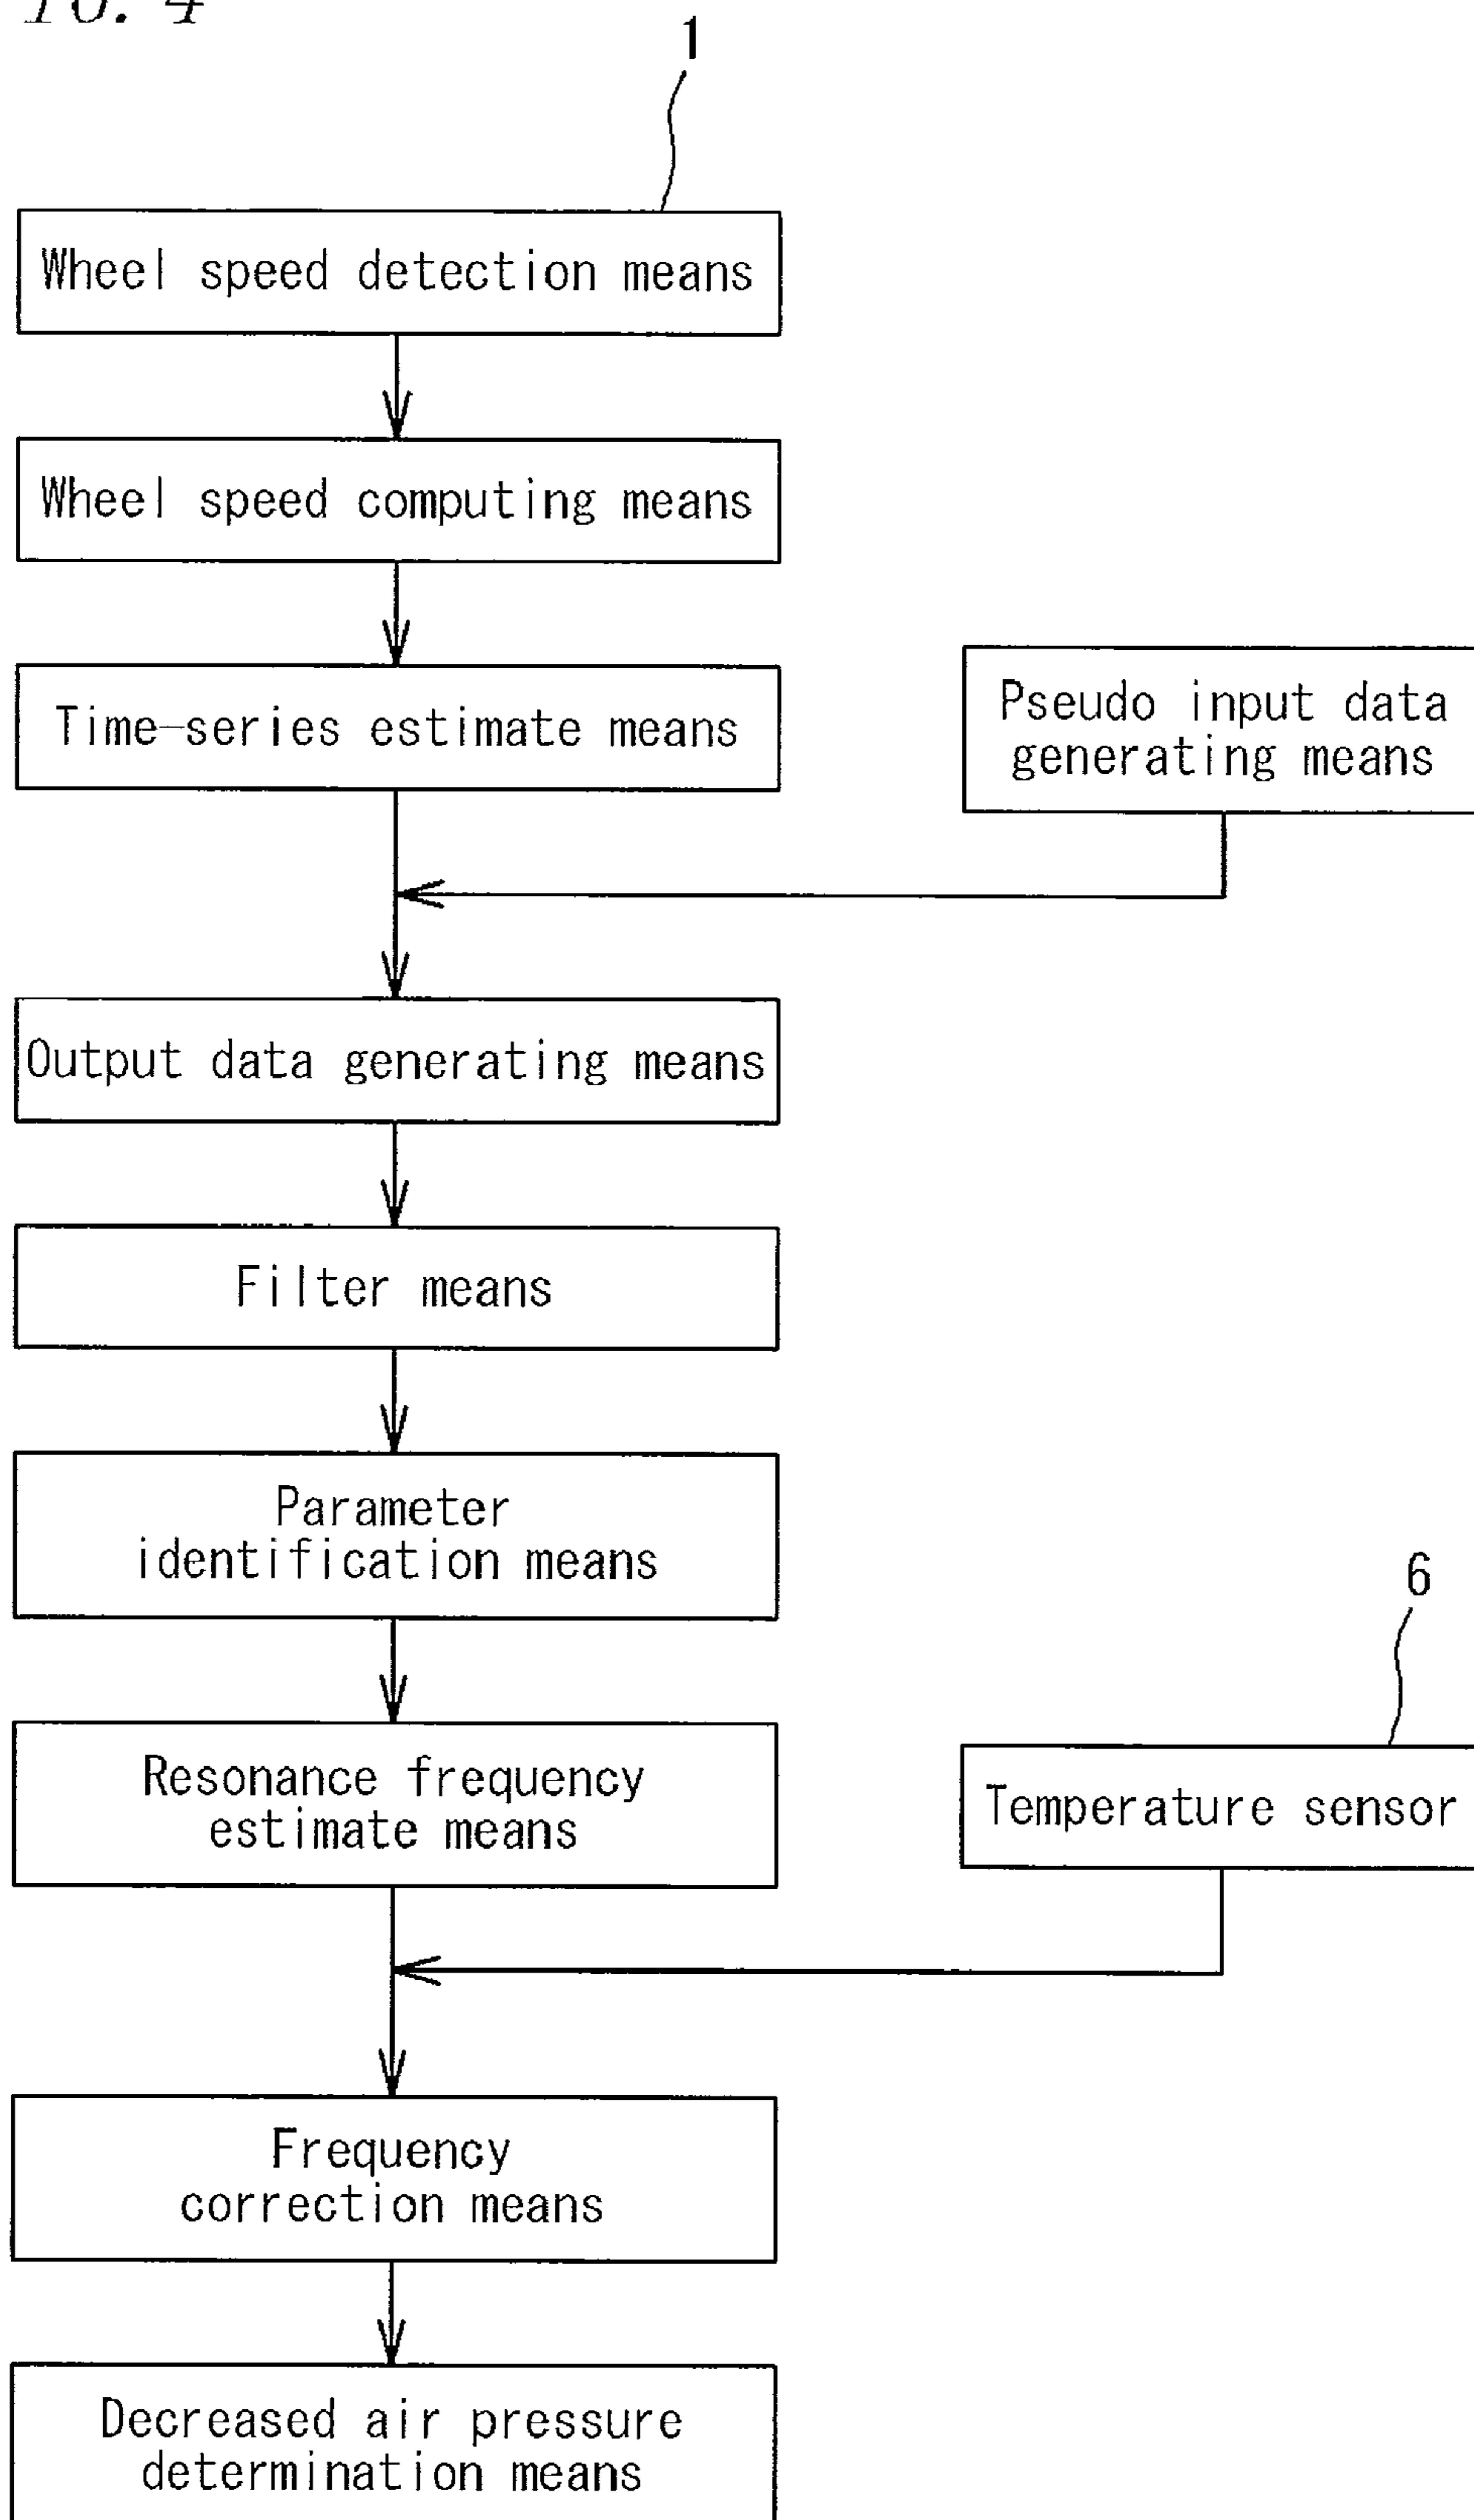 4
1
Wheel speed detection means
Wheel speed computing means
Time-series estimate means
Pseudo input data
generating means
Output data generating means
Filter means
Parameter
identification means
6
Resonance frequency
estimate means
Temperature sensor
Frequency
correction means
Decreased air pressure
determination means